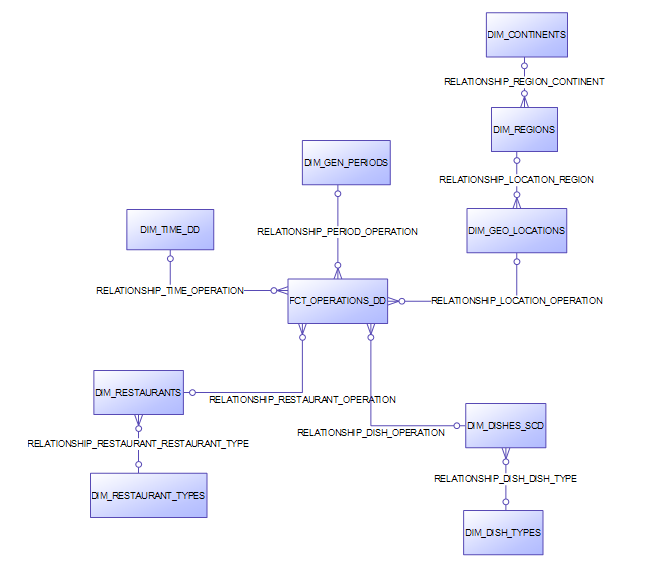 DIM_CONTINENTS
RELATIONSHIP_REGION_CONTINENT
DIM_REGIONS
DIM_GEN_PERIODS
RELATIONSHIP_LOCATION_REGION
DIM_TIME_DD
DIM_GEO_LOCATIONS
RELATIONSHIP_PERIOD_OPERATION
RELATIONSHIP_TIME_OPERATION
FCT_OPERATIONS_DD
RELATIONSHIP_LOCATION_OPERATION
DIM_RESTAURANTS
RELATIONSHIP_RESTAURANT_OPERATION
DIM_DISHES_SCD
RELATIONSHIP_DISH_OPERATION
RELATIONSHIP_RESTAURANT_RESTAURANT_TYPE
RELATIONSHIP_DISH_DISH_TYPE
DIM_RESTAURANT_TYPES
DIM_DISH_TYPES